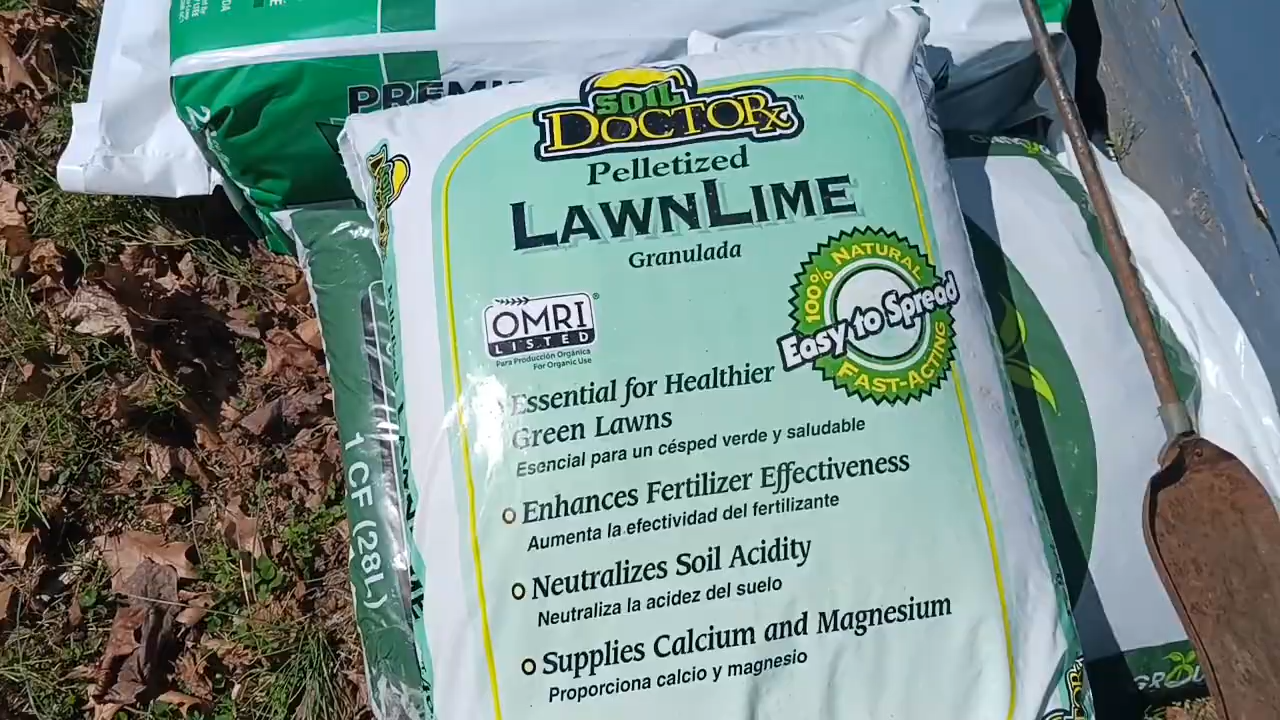 PREMI
SOIL
DOCTOR™
Pelletized
LAWNLIME
Granulada
100% NATURAL
Easy to Spread
FAST-ACTING
OMRI®
LISTED
Para Producción Orgánica
For Organic Use
Essential for Healthier
Green Lawns
Esencial para un césped verde y saludable
Enhances Fertilizer Effectiveness
Aumenta la efectividad del fertilizante
Neutralizes Soil Acidity
Neutraliza la acidez del suelo
Supplies Calcium and Magnesium
Proporciona calcio y magnesio
1 CF (28L)